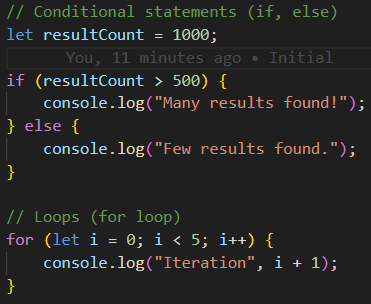 // Conditional statements (if, else)
let resultCount = 1000;
You, 11 minutes ago • Initial
if (resultCount > 500) {
    console.log("Many results found!");
} else {
    console.log("Few results found.");
}
// Loops (for loop)
for (let i = 0; i < 5; i++) {
    console.log("Iteration", i + 1);
}